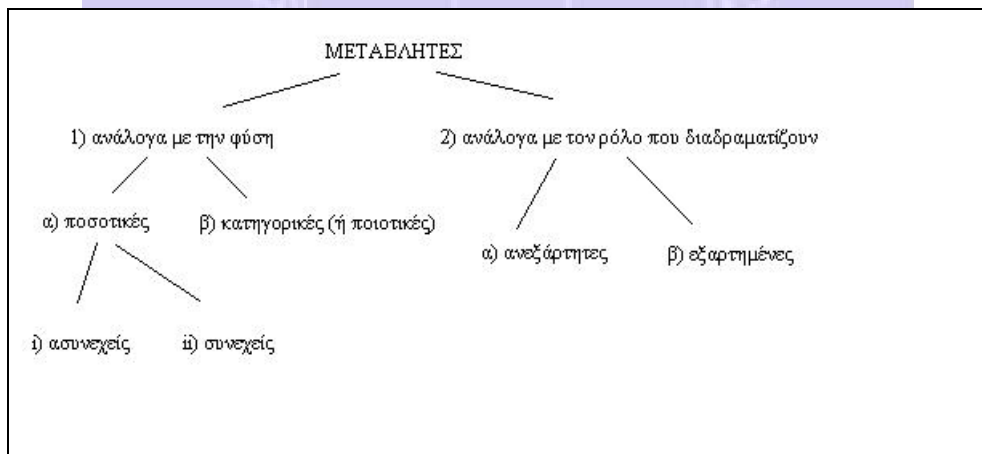 ΜΕΤΑΒΛΗΤΕΣ
1) ανάλογα με την φύση
2) ανάλογα με τον ρόλο που διαδραματίζουν
α) ποσοτικές
β) κατηγορικές (ή ποιοτικές)
α) ανεξάρτητες
β) εξαρτημένες
i) ασυνεχείς
ii) συνεχείς